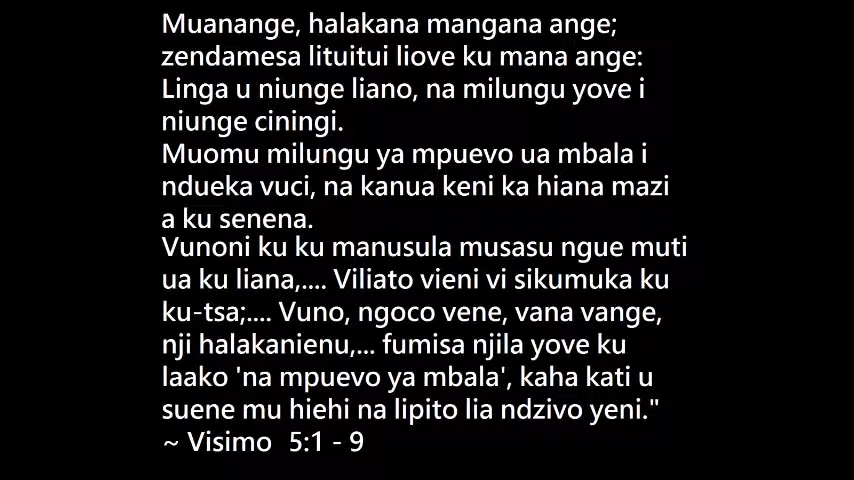 Muanange, halakana mangana ange;
zendamesa lituitui liove ku mana ange:
Linga u niunge liano, na milungu yove i
niunge ciningi.
Muomu milungu ya mpuevo ua mbala i
ndueka vuci, na kanua keni ka hiana mazi
a ku senena.
Vunoni ku ku manusula musasu ngue muti
ua ku liana,.... Viliato vieni vi sikumuka ku
ku-tsa;.... Vuno, ngoco vene, vana vange,
nji halakanienu,... fumisa njila yove ku
laako 'na mpuevo ya mbala', kaha kati u
suene mu hiehi na lipito lia ndzivo yeni."
~ Visimo 5:1 - 9